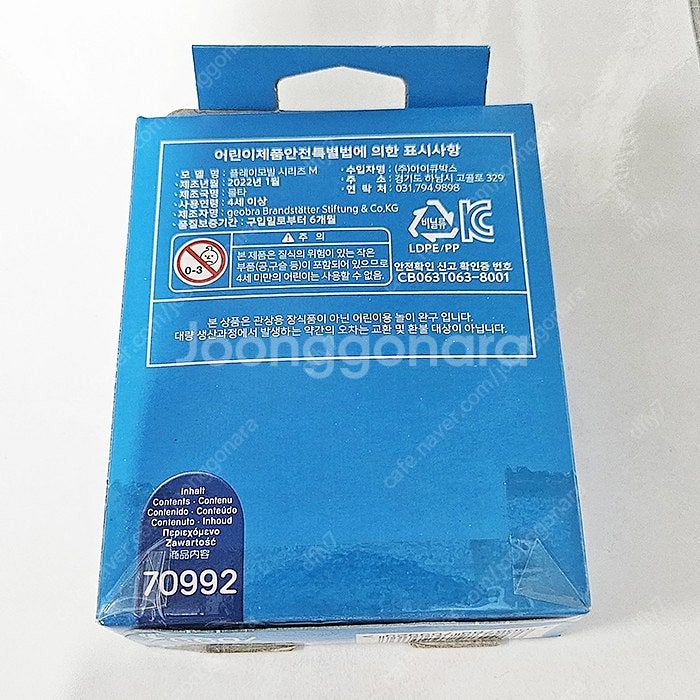 어린이제품안전특별법에 의한 표시사항
· 모 델 명 : 플레이모빌 시리즈 M
· 제조년월 : 2022년 1월
· 제조국명 : 몰타
· 사용연령 : 4세 이상
· 제조자명 : geobra Brandstätter Stiftung & Co.KG
· 품질보증기간 : 구입일로부터 6개월
· 수입자명 : (주)아이큐박스
· 주 소 : 경기도 하남시 고골로 329
· 연 락 처 : 031.794.9898
비닐류
LDPE/PP
0-3
주 의
본 제품은 질식의 위험이 있는 작은
부품(공,구슬 등)이 포함되어 있으므로
4세 미만의 어린이는 사용할 수 없음.
안전확인 신고 확인증 번호
CB063T063-8001
본 상품은 관상용 장식품이 아닌 어린이용 놀이 완구 입니다.
대량 생산과정에서 발생하는 약간의 오차는 교환 및 환불 대상이 아닙니다.
Joonggonara
Inhalt
Contents · Contenu
Contenido · Conteúdo
Contenuto · Inhoud
Περιεχόμενο
Zawartość
商品内容
70992